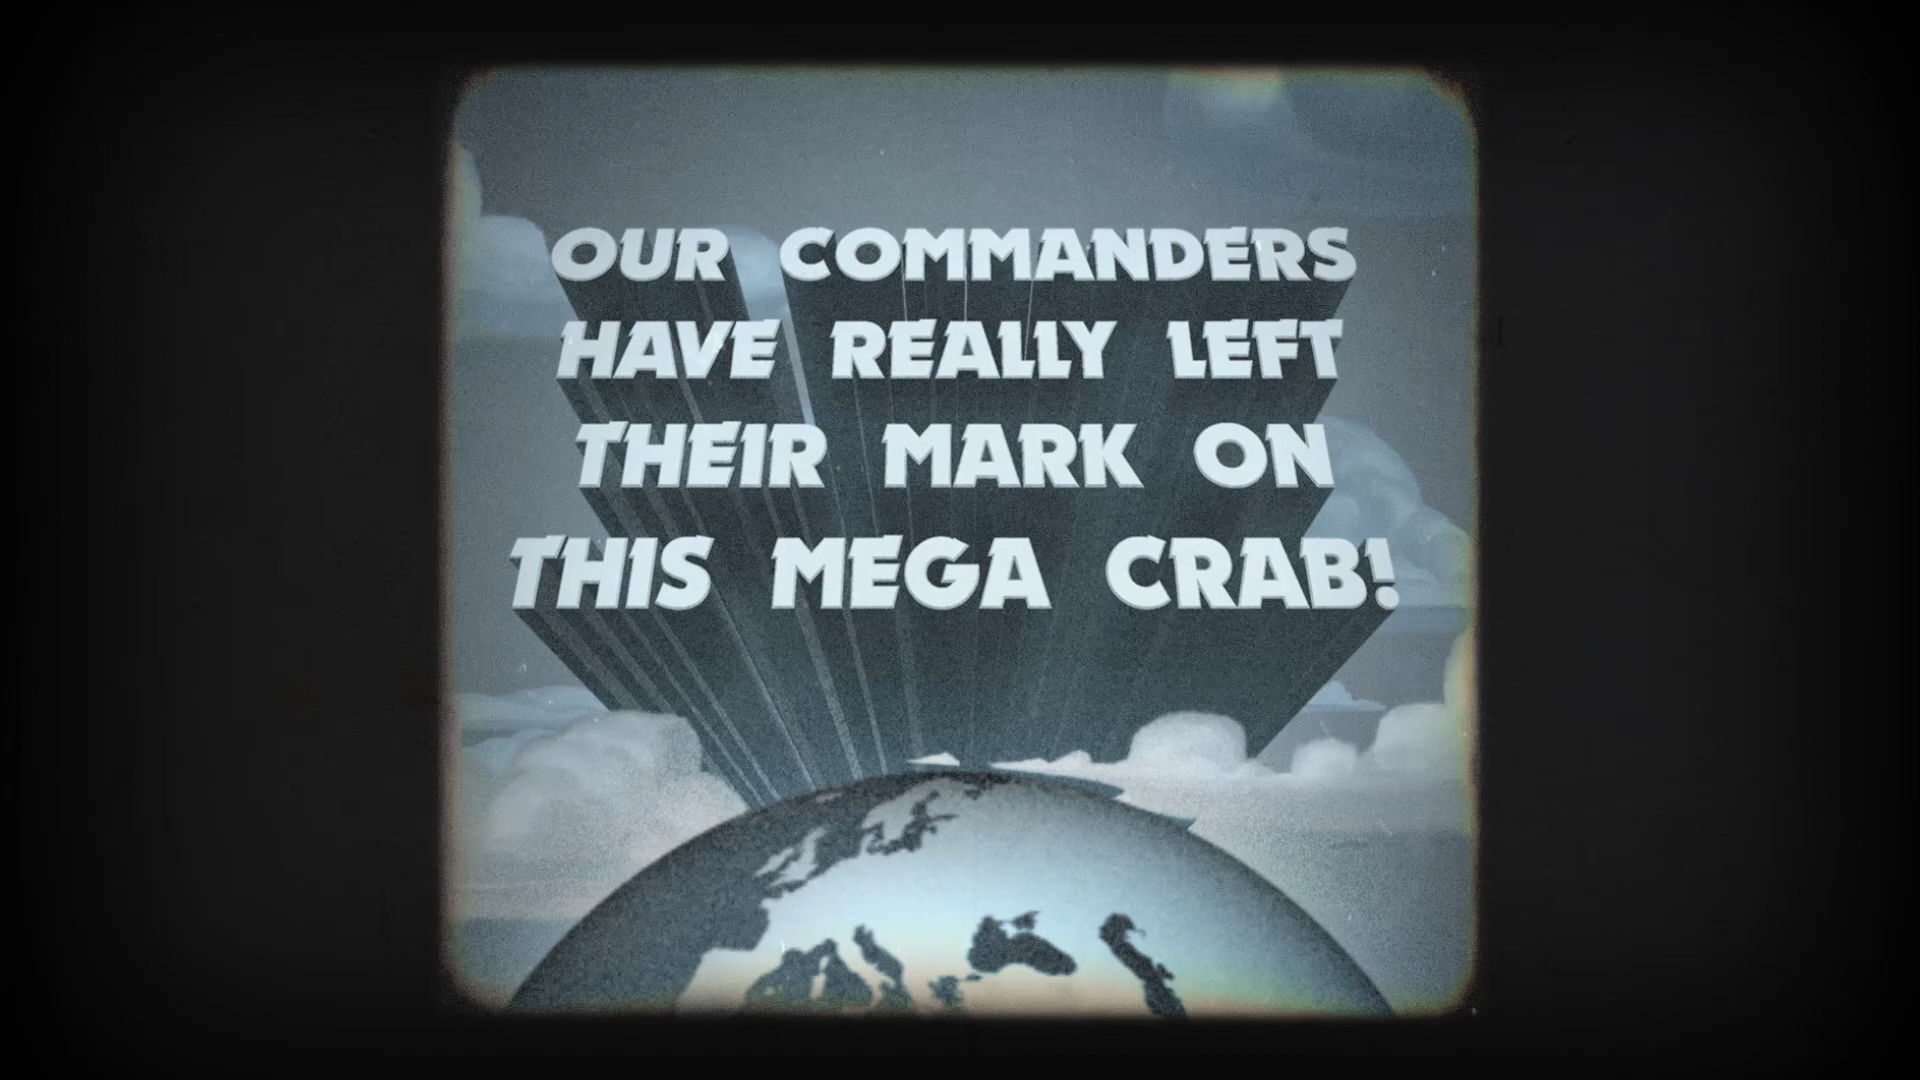 OUR COMMANDERS
HAVE REALLY LEFT
THEIR MARK ON
THIS MEGA CRAB!